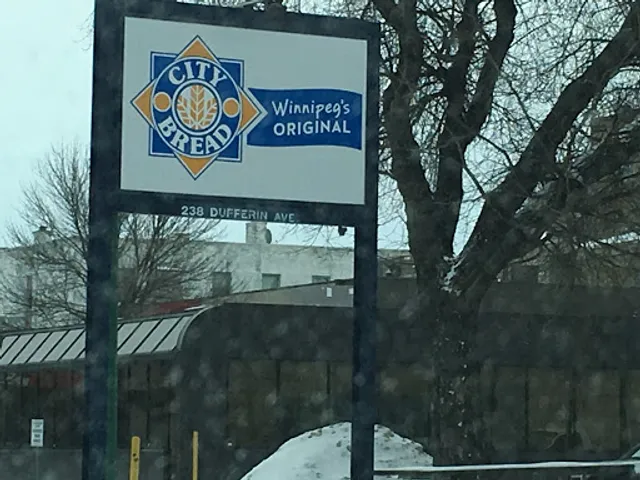 CITY
BREAD
Winnipeg's
ORIGINAL
238 DUFFERIN AVE